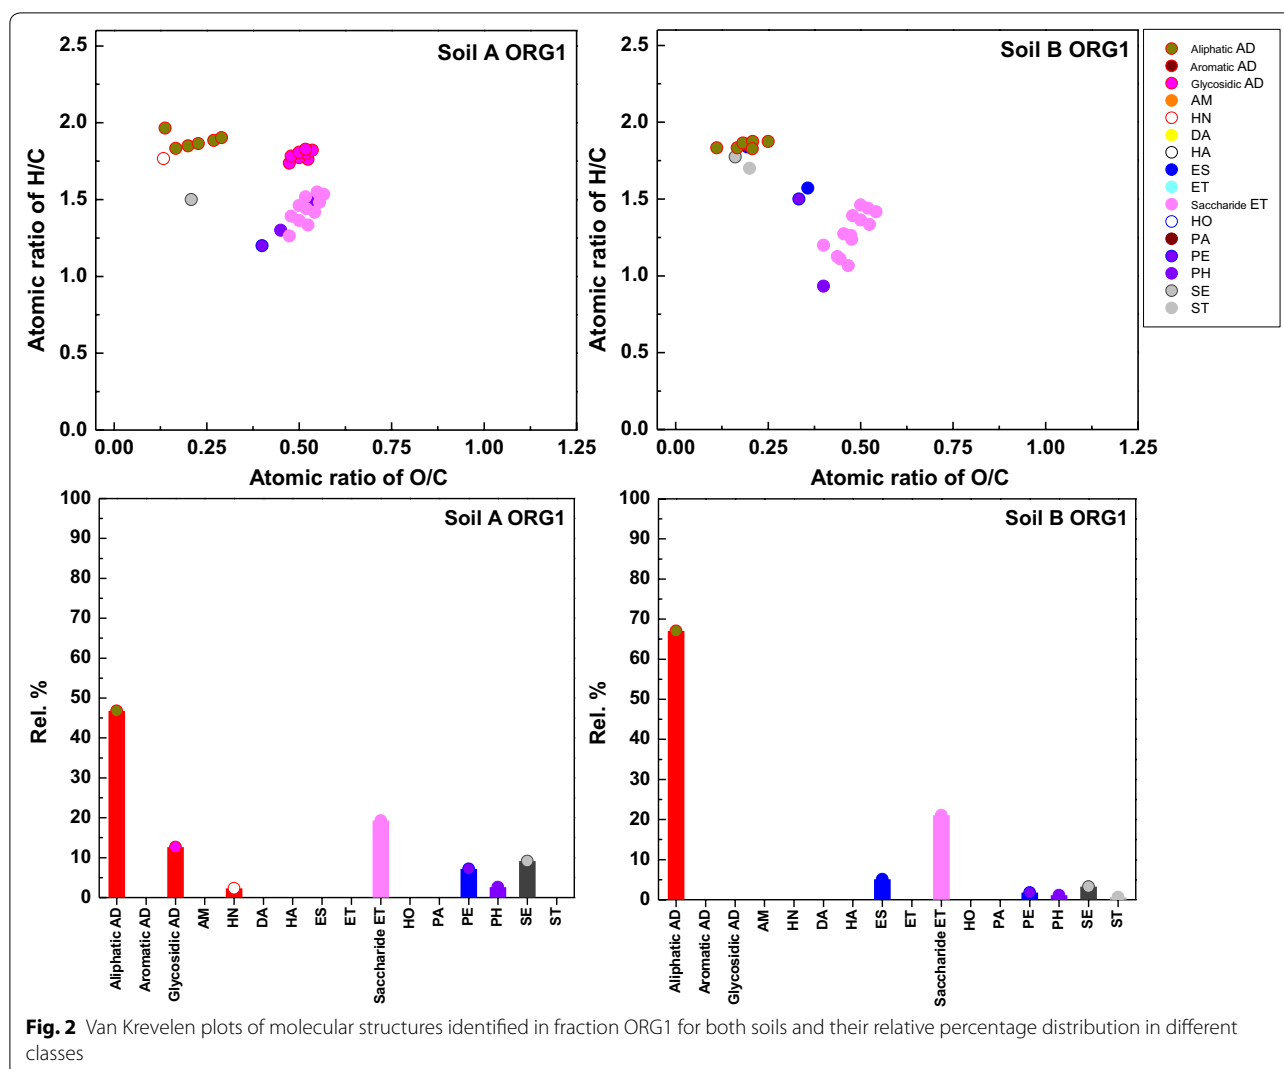 Soil A ORG1
Atomic ratio of H/C
2.5
2.0
1.5
1.0
0.5
0.0
0.00 0.25 0.50 0.75 1.00 1.25
Atomic ratio of O/C
Soil B ORG1
Atomic ratio of H/C
2.5
2.0
1.5
1.0
0.5
0.0
0.00 0.25 0.50 0.75 1.00 1.25
Atomic ratio of O/C
Aliphatic AD
Aromatic AD
Glycosidic AD
AM
HN
DA
HA
ES
ET
Saccharide ET
HO
PA
PE
PH
SE
ST
Soil A ORG1
Rel. %
100
90
80
70
60
50
40
30
20
10
0
Aliphatic AD
Aromatic AD
Glycosidic AD
AM
HN
DA
HA
ES
ET
Saccharide ET
HO
PA
PE
PH
SE
ST
Soil B ORG1
Rel. %
100
90
80
70
60
50
40
30
20
10
0
Aliphatic AD
Aromatic AD
Glycosidic AD
AM
HN
DA
HA
ES
ET
Saccharide ET
HO
PA
PE
PH
SE
ST
Fig. 2 Van Krevelen plots of molecular structures identified in fraction ORG1 for both soils and their relative percentage distribution in different
classes